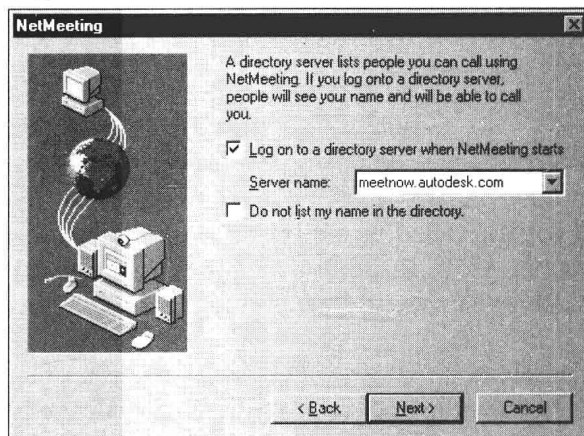 NetMeeting
A directory server lists people you can call using
NetMeeting. If you log onto a directory server,
people will see your name and will be able to call
you.
Log on to a directory server when NetMeeting starts
Server name: meetnow.autodesk.com
Do not list my name in the directory.
< Back Next > Cancel